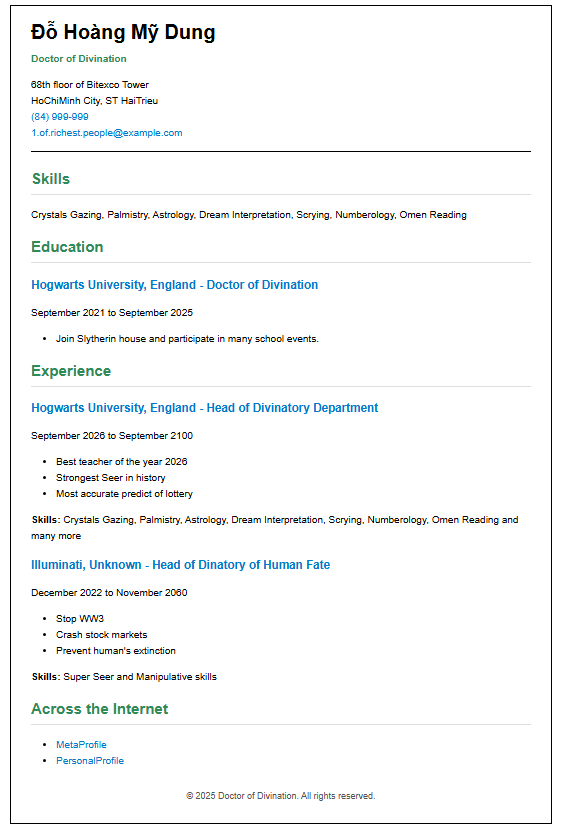 Đỗ Hoàng Mỹ Dung
Doctor of Divination
68th floor of Bitexco Tower
HoChiMinh City, ST HaiTrieu
(84) 999-999
1.of.richest.people@example.com
Skills
Crystals Gazing, Palmistry, Astrology, Dream Interpretation, Scrying, Numberology, Omen Reading
Education
Hogwarts University, England - Doctor of Divination
September 2021 to September 2025
• Join Slytherin house and participate in many school events.
Experience
Hogwarts University, England - Head of Divinatory Department
September 2026 to September 2100
• Best teacher of the year 2026
• Strongest Seer in history
• Most accurate predict of lottery
Skills: Crystals Gazing, Palmistry, Astrology, Dream Interpretation, Scrying, Numberology, Omen Reading and
many more
Illuminati, Unknown - Head of Dinatory of Human Fate
December 2022 to November 2060
• Stop WW3
• Crash stock markets
• Prevent human's extinction
Skills: Super Seer and Manipulative skills
Across the Internet
• MetaProfile
• PersonalProfile
© 2025 Doctor of Divination. All rights reserved.